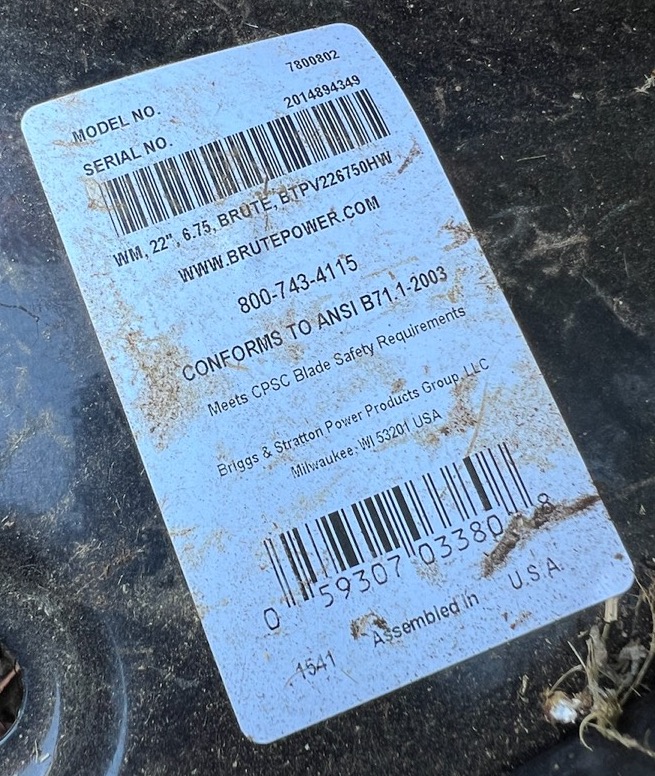 MODEL NO. 7800802
SERIAL NO. 2014894349
WM, 22", 6.75, BRUTE, BTPV226750HW
WWW.BRUTEPOWER.COM
800-743-4115
CONFORMS TO ANSI B71.1-2003
Meets CPSC Blade Safety Requirements
Briggs & Stratton Power Products Group, LLC
Milwaukee, WI 53201 USA
0 59307 03380 8
1541 Assembled in U.S.A.